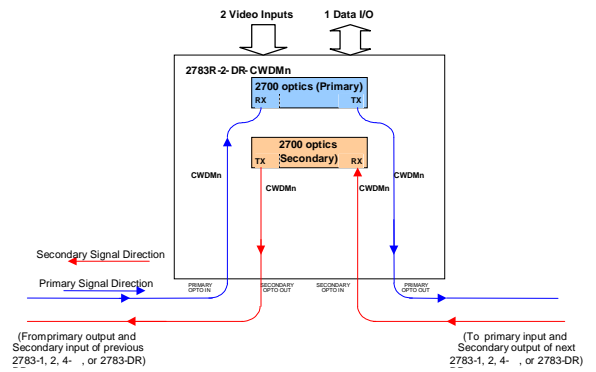 2 Video Inputs
1 Data I/O
2783R-2-DR-CWDMn
2700 optics (Primary)
RX
TX
2700 optics
Secondary)
TX
RX
CWDMn
CWDMn
CWDMn
CWDMn
Secondary Signal Direction
Primary Signal Direction
PRIMARY
OPTO IN
SECONDARY
OPTO OUT
SECONDARY
OPTO IN
PRIMARY
OPTO OUT
(Fromprimary output and
Secondary input of previous
2783-1, 2, 4- , or 2783-DR)
(To primary input and
Secondary output of next
2783-1, 2, 4- , or 2783-DR)